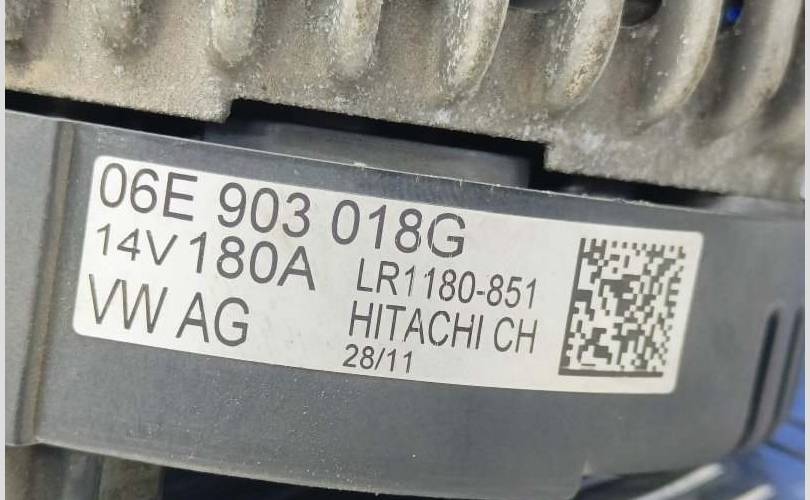 06E 903 018G
14V 180A LR1180-851
VW AG HITACHI CH
28/11